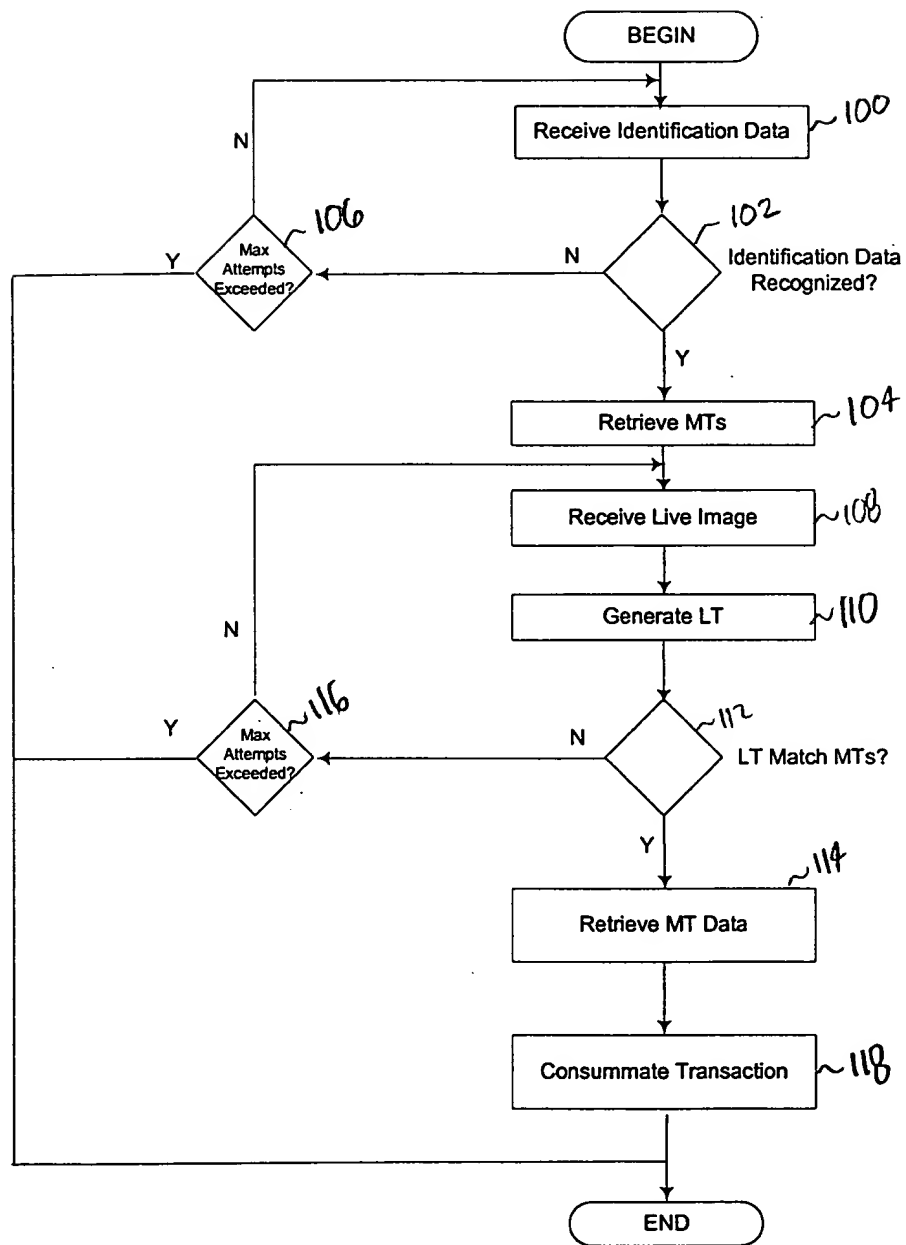 BEGIN
Receive Identification Data
100
N
106
Max
Attempts
Exceeded?
Y
N
102
Identification Data
Recognized?
Y
Retrieve MTs
104
Receive Live Image
108
Generate LT
110
N
116
Max
Attempts
Exceeded?
Y
N
112
LT Match MTs?
Y
114
Retrieve MT Data
Consummate Transaction
118
END